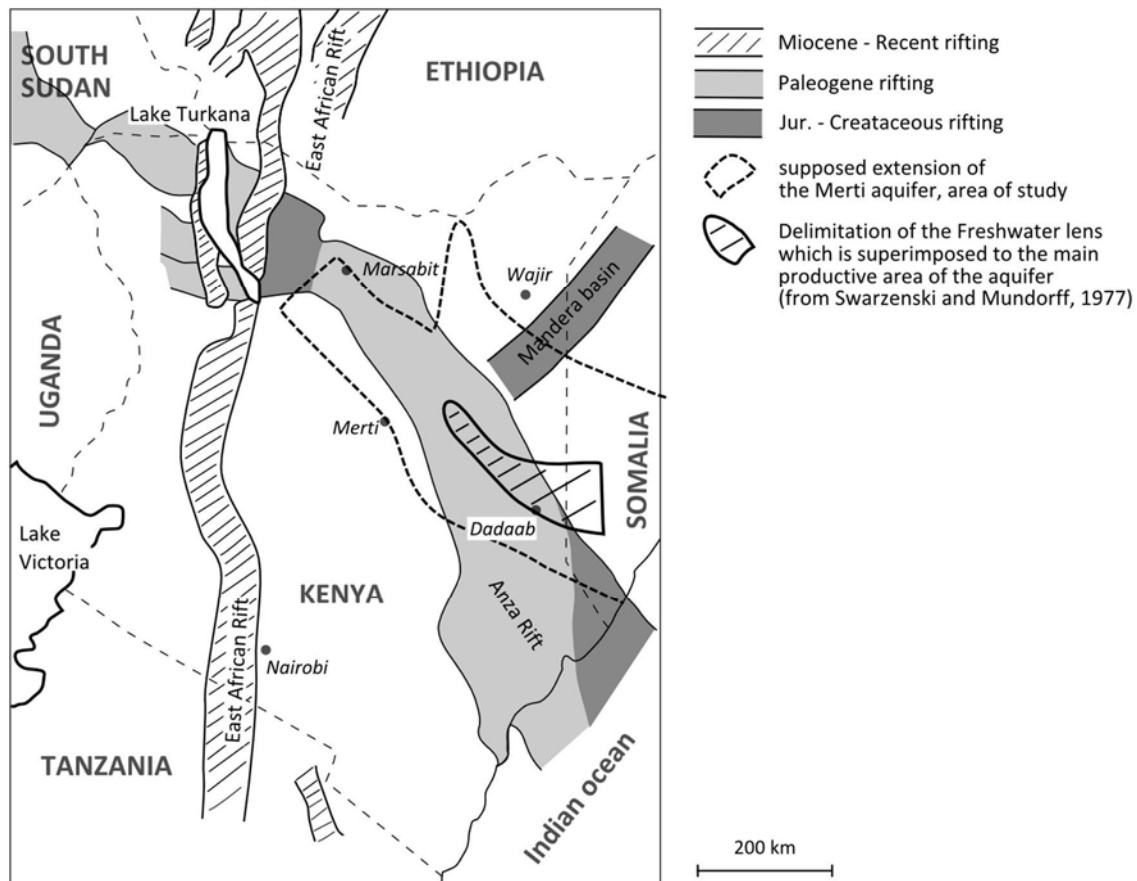 SOUTH
SUDAN
ETHIOPIA
Lake Turkana
East African Rift
Marsabit
Wajir
Mandera basin
UGANDA
Merti
SOMALIA
Dadaab
Lake
Victoria
KENYA
Anza Rift
East African Rift
Nairobi
TANZANIA
Indian ocean
Miocene - Recent rifting
Paleogene rifting
Jur. - Creataceous rifting
supposed extension of
the Merti aquifer, area of study
Delimitation of the Freshwater lens
which is superimposed to the main
productive area of the aquifer
(from Swarzenski and Mundorff, 1977)
200 km